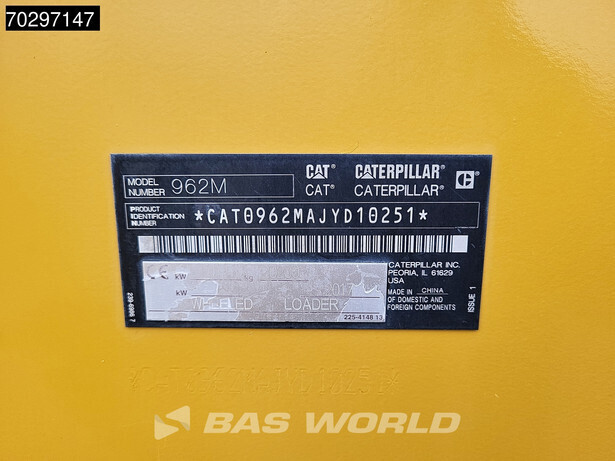 70297147
MODEL NUMBER 962M
CAT CATERPILLAR
CAT® CATERPILLAR®
PRODUCT IDENTIFICATION NUMBER *CAT0962MAJYD10251*
CE kW kg
kW
WHEELED LOADER
CATERPILLAR INC.
PEORIA, IL 61629
USA
MADE IN CHINA
OF DOMESTIC AND
FOREIGN COMPONENTS
225-4148 13
ISSUE 1
*CAT0962MAJYD10251*
BAS WORLD